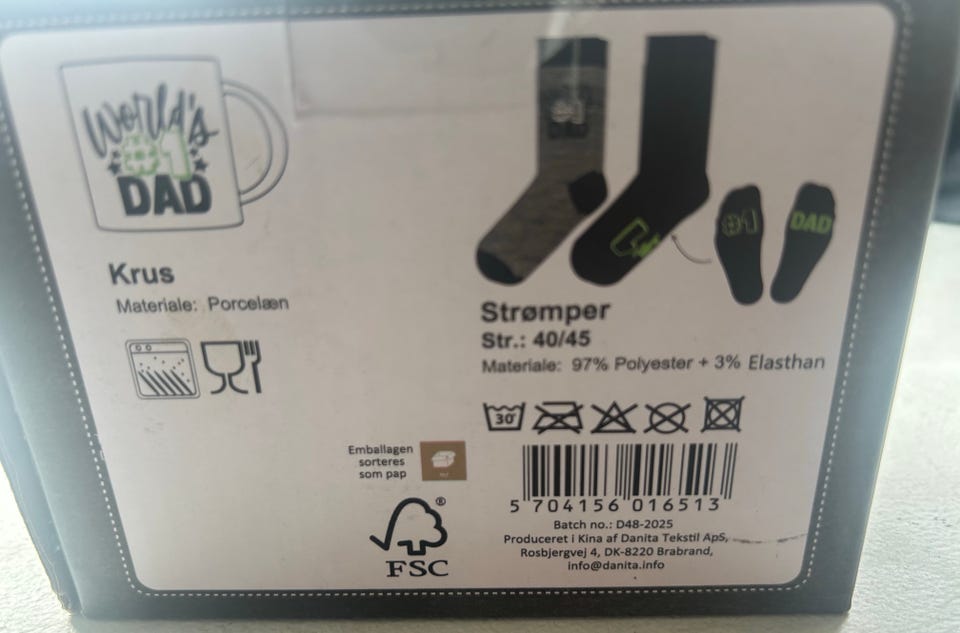 World's
#1
DAD
Krus
Materiale: Porcelæn
#1
DAD
#1
DAD
Strømper
Str.: 40/45
Materiale: 97% Polyester + 3% Elasthan
30
Emballagen
sorteres
som pap
5 704156 016513
Batch no.: D48-2025
Produceret i Kina af Danita Tekstil ApS,
Rosbjergvej 4, DK-8220 Brabrand,
info@danita.info
®
FSC